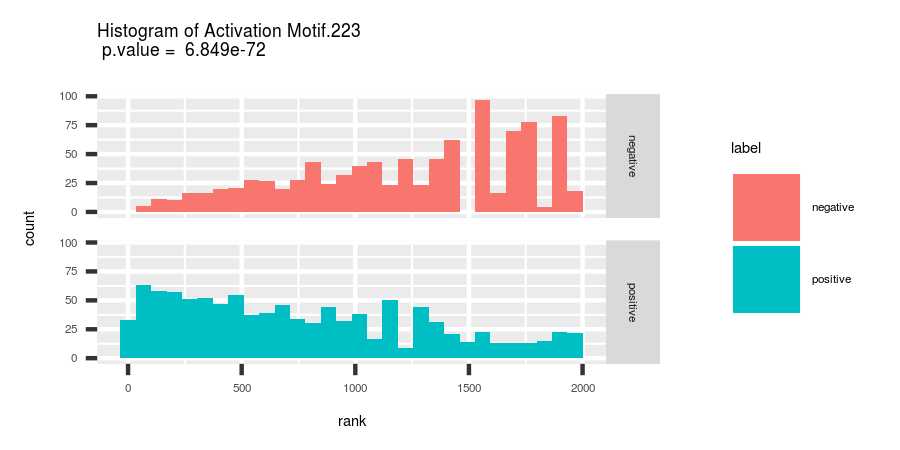 Histogram of Activation Motif.223
p.value = 6.849e-72
100
75
50
25
0
negative
100
75
50
25
0
positive
count
0 500 1000 1500 2000
rank
label
negative
positive